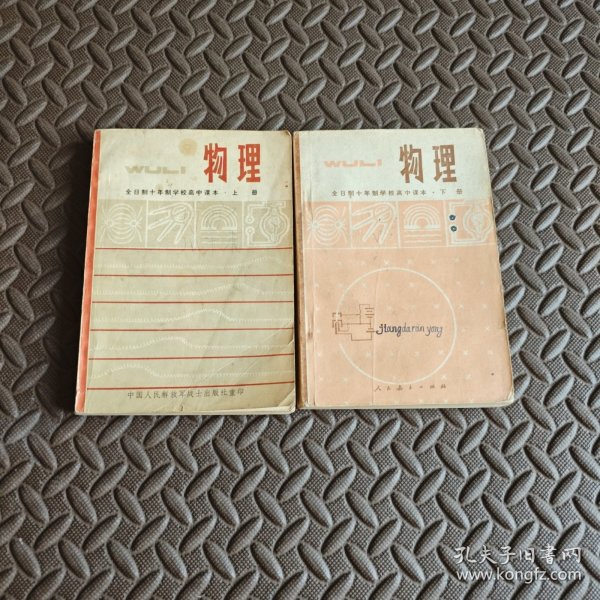 WULI 物理
全日制十年制学校高中课本·上册
中国人民解放军战士出版社重印
WULI 物理
全日制十年制学校高中课本·下册
Hangdaren yang
人民教育出版社
孔夫子旧书网
www.kongfz.com